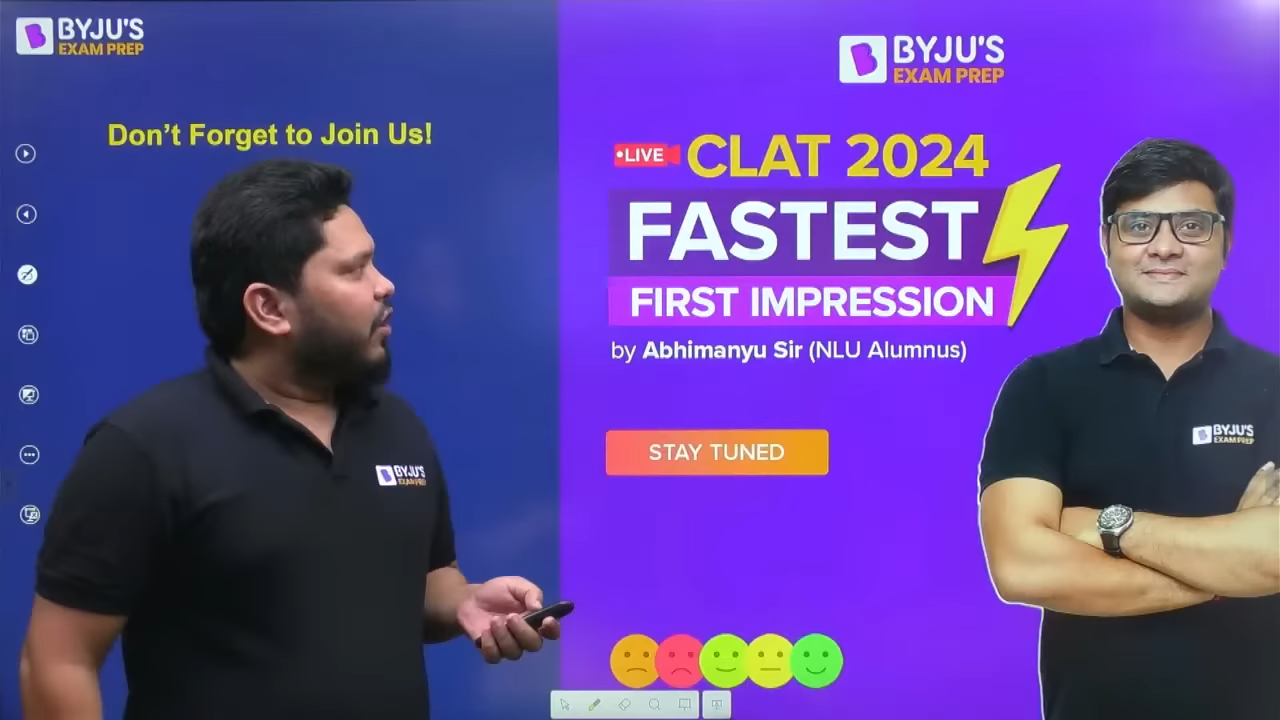 BYJU'S
EXAM PREP
Don't Forget to Join Us!
BYJU'S
EXAM PREP
BYJU'S
EXAM PREP
•LIVE CLAT 2024
FASTEST
FIRST IMPRESSION
by Abhimanyu Sir (NLU Alumnus)
STAY TUNED
BYJU'S
EXAM PREP